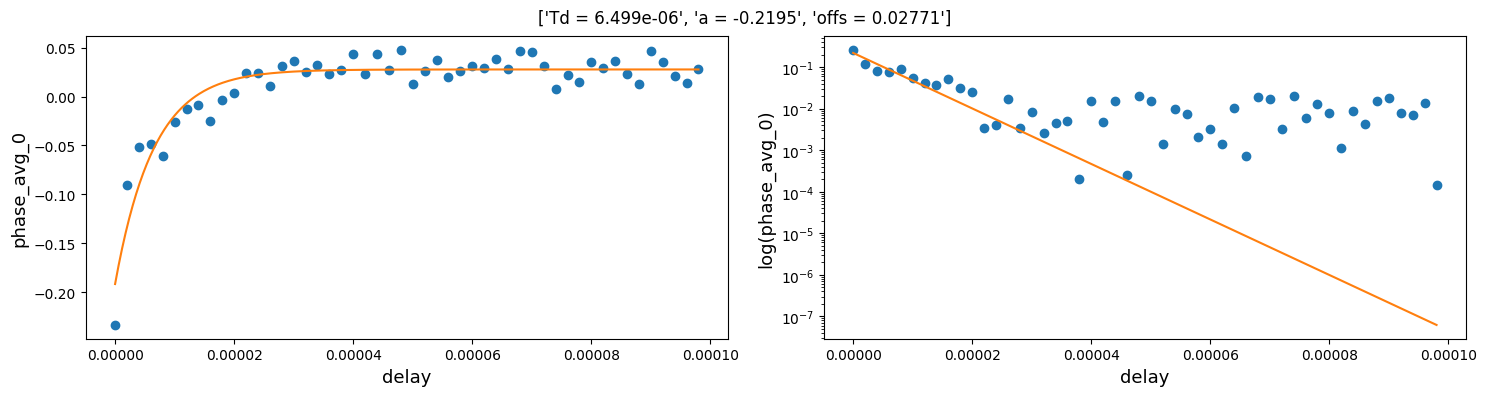 ['Td = 6.499e-06', 'a = -0.2195', 'offs = 0.02771']
0.05
0.00
−0.05
−0.10
−0.15
−0.20
phase_avg_0
0.00000 0.00002 0.00004 0.00006 0.00008 0.00010
delay
10⁻¹
10⁻²
10⁻³
10⁻⁴
10⁻⁵
10⁻⁶
10⁻⁷
log(phase_avg_0)
0.00000 0.00002 0.00004 0.00006 0.00008 0.00010
delay